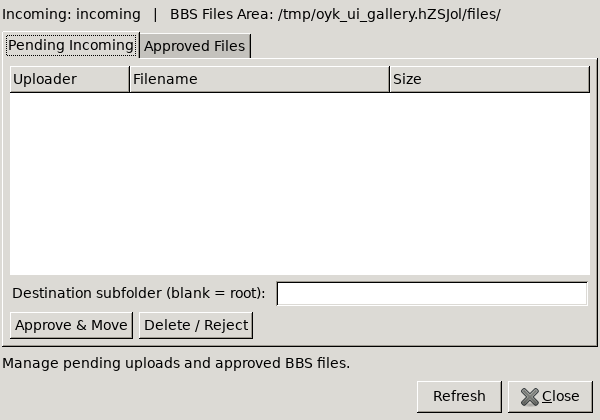 Incoming: incoming | BBS Files Area: /tmp/oyk_ui_gallery.hZSJol/files/
Pending Incoming Approved Files
Uploader Filename Size
Destination subfolder (blank = root):
Approve & Move Delete / Reject
Manage pending uploads and approved BBS files.
Refresh Close